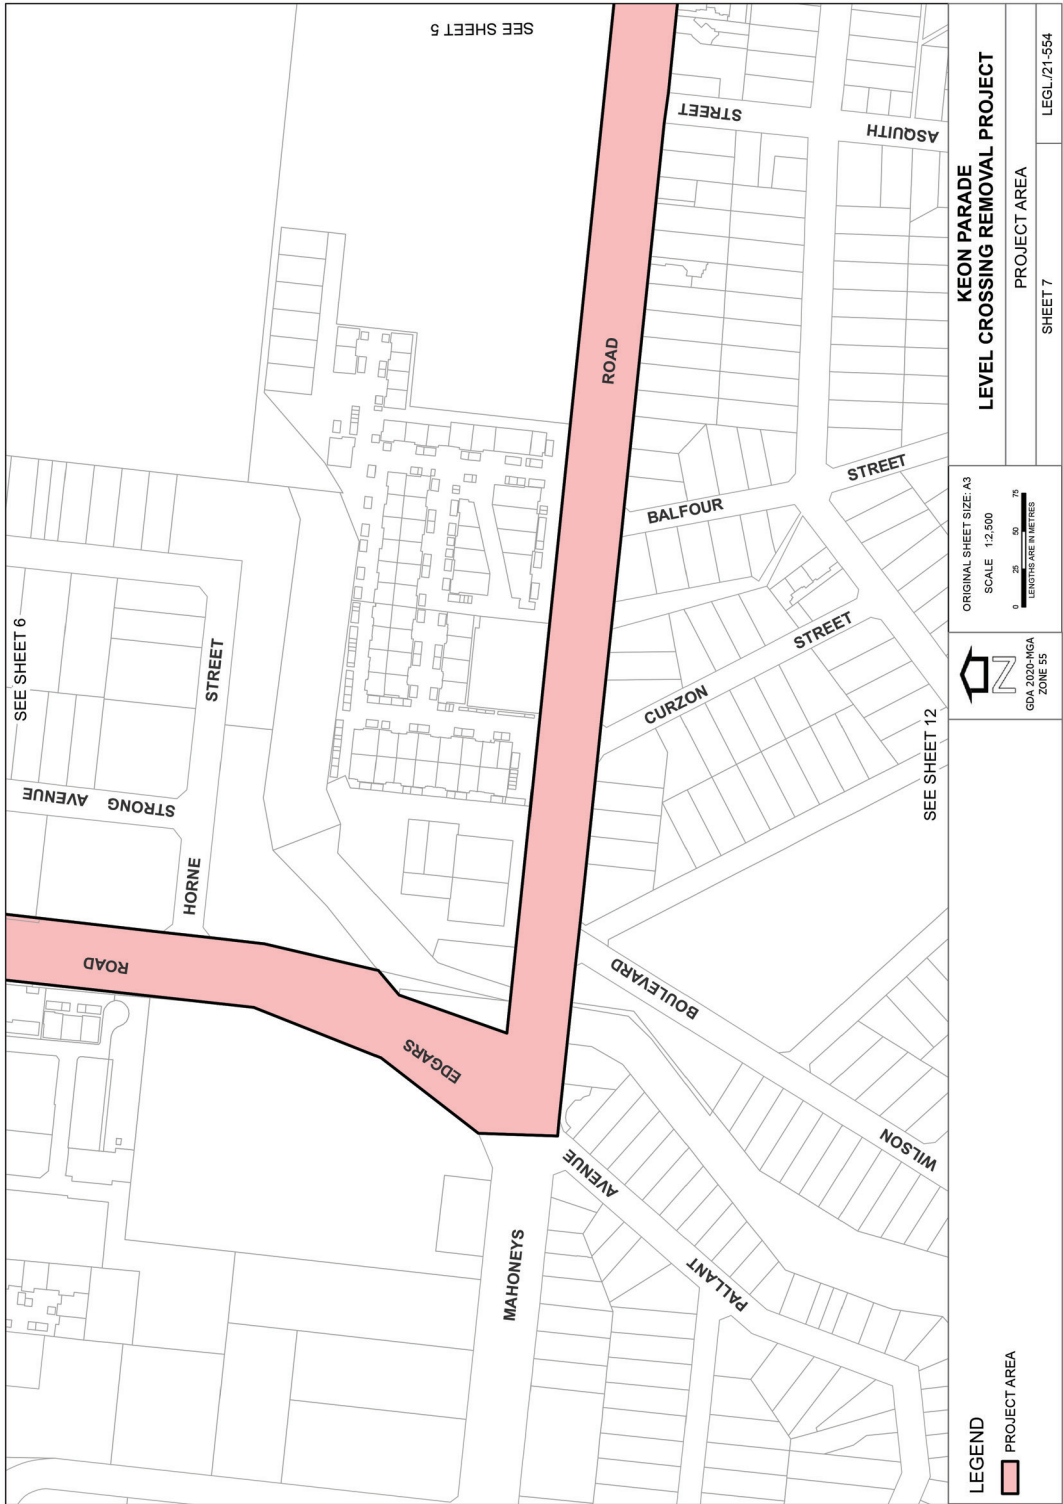 SEE SHEET 6
SEE SHEET 5
ROAD
EDGARS
HORNE
STREET
STRONG AVENUE
MAHONEYS
ROAD
PALLANT
AVENUE
WILSON
BOULEVARD
CURZON
STREET
BALFOUR
STREET
ASQUITH
STREET
SEE SHEET 12
LEGEND
PROJECT AREA
GDA 2020-MGA
ZONE 55
ORIGINAL SHEET SIZE: A3
SCALE 1:2,500
0 25 50 75
LENGTHS ARE IN METRES
KEON PARADE
LEVEL CROSSING REMOVAL PROJECT
PROJECT AREA
SHEET 7
LEGL./21-554